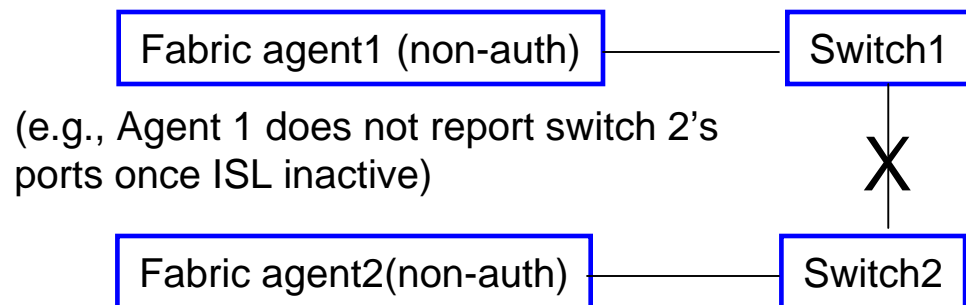 Fabric agent1 (non-auth) Switch1
(e.g., Agent 1 does not report switch 2's
ports once ISL inactive)
X
Fabric agent2(non-auth) Switch2